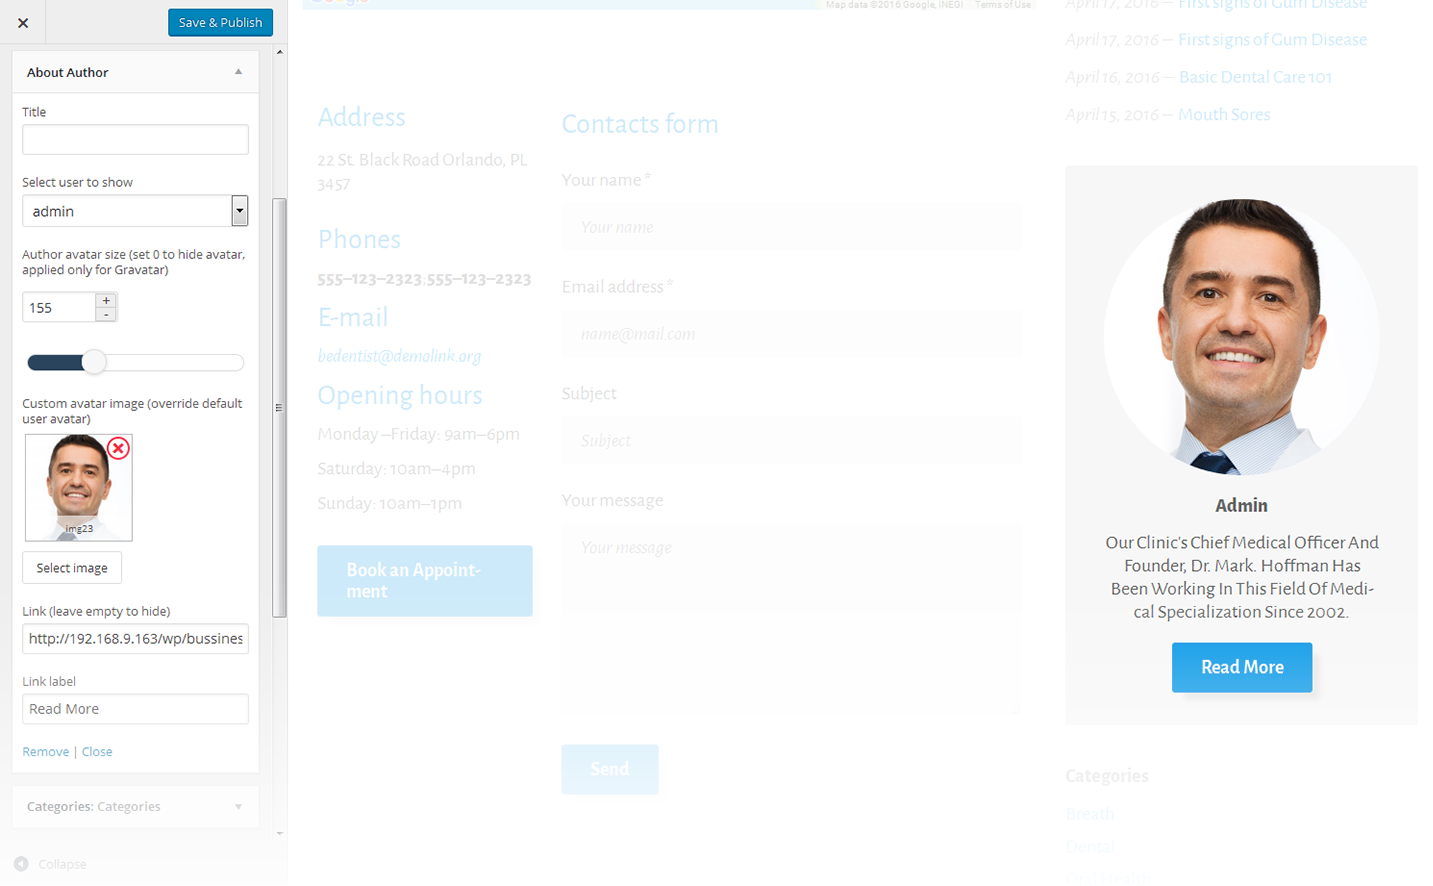 Save & Publish
About Author
Title
Select user to show
admin
Author avatar size (set 0 to hide avatar,
applied only for Gravatar)
155
+
-
Custom avatar image (override default
user avatar)
img23
Select image
Link (leave empty to hide)
http://192.168.9.163/wp/bussines
Link label
Read More
Remove | Close
Categories: Categories
Collapse
Google
Map data ©2016 Google, INEGI
Terms of Use
Address
22 St. Black Road Orlando, PL
3457
Phones
555–123–2323;555–123–2323
E-mail
bedentist@demolink.org
Opening hours
Monday –Friday: 9am–6pm
Saturday: 10am–4pm
Sunday: 10am–1pm
Book an Appoint-
ment
Contacts form
Your name *
Your name
Email address *
name@mail.com
Subject
Subject
Your message
Your message
Send
April 17, 2016 – First signs of Gum Disease
April 17, 2016 – First signs of Gum Disease
April 16, 2016 – Basic Dental Care 101
April 15, 2016 – Mouth Sores
Admin
Our Clinic's Chief Medical Officer And
Founder, Dr. Mark. Hoffman Has
Been Working In This Field Of Medi-
cal Specialization Since 2002.
Read More
Categories
Breath
Dental
Oral Health